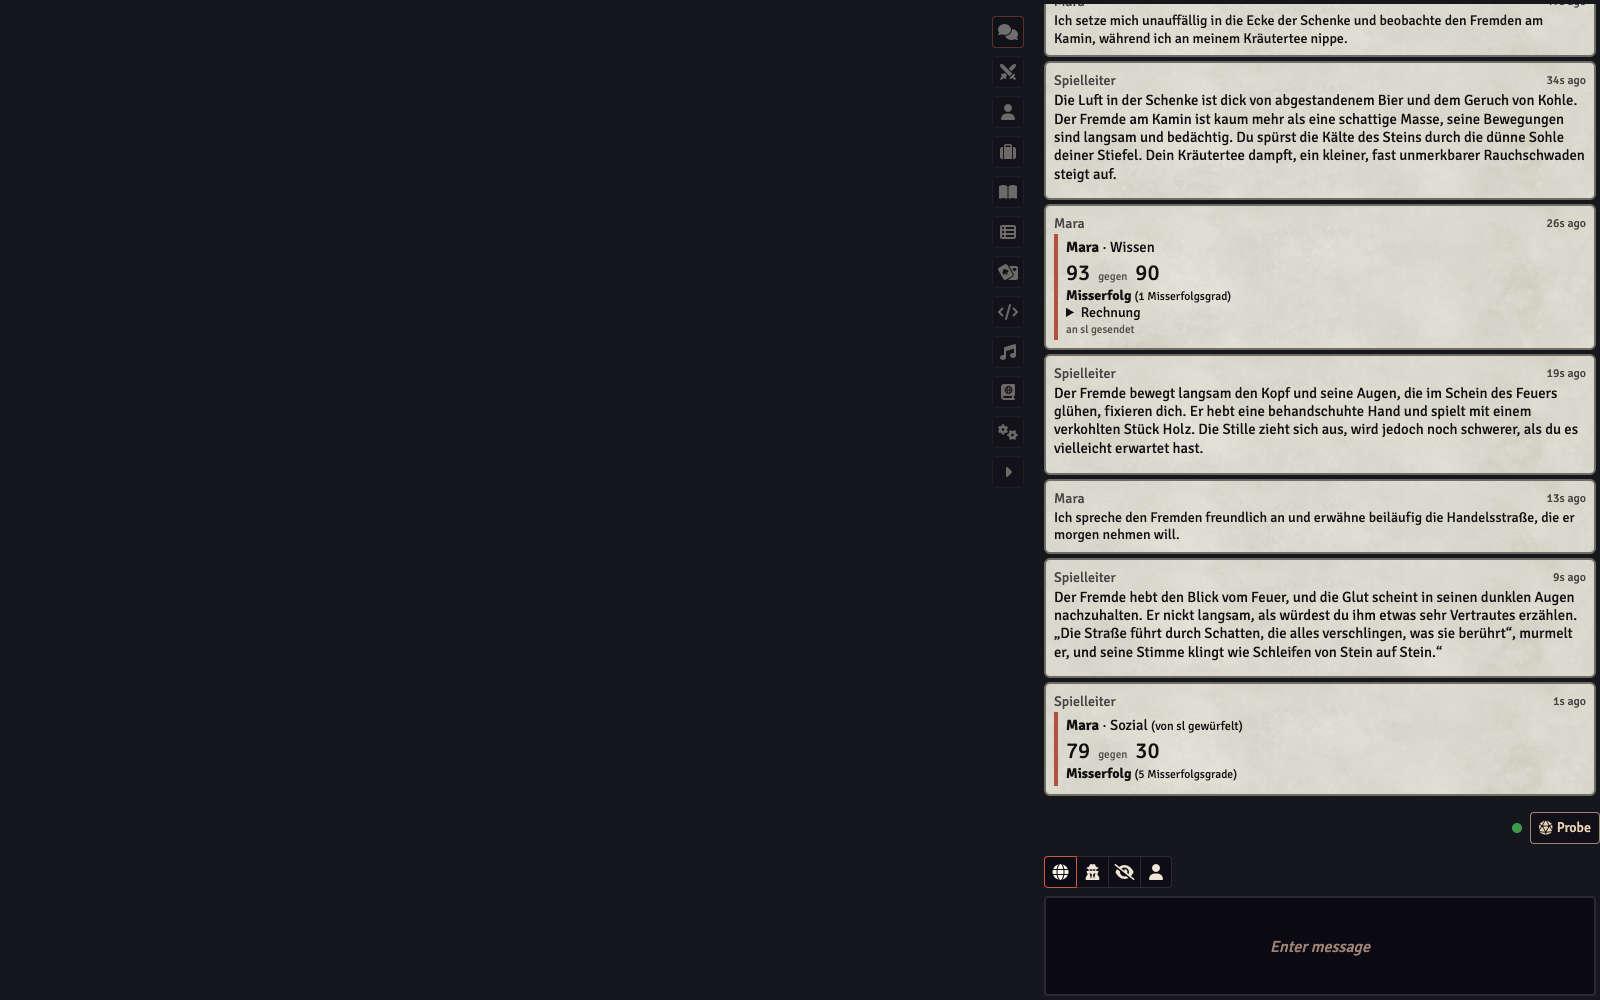 Ich setze mich unauffällig in die Ecke der Schenke und beobachte den Fremden am
Kamin, während ich an meinem Kräutertee nippe.
Spielleiter 34s ago
Die Luft in der Schenke ist dick von abgestandenem Bier und dem Geruch von Kohle.
Der Fremde am Kamin ist kaum mehr als eine schattige Masse, seine Bewegungen
sind langsam und bedächtig. Du spürst die Kälte des Steins durch die dünne Sohle
deiner Stiefel. Dein Kräutertee dampft, ein kleiner, fast unmerkbarer Rauchschwaden
steigt auf.
Mara 26s ago
Mara · Wissen
93 gegen 90
Misserfolg (1 Misserfolgsgrad)
Rechnung
an sl gesendet
Spielleiter 19s ago
Der Fremde bewegt langsam den Kopf und seine Augen, die im Schein des Feuers
glühen, fixieren dich. Er hebt eine behandschuhte Hand und spielt mit einem
verkohlten Stück Holz. Die Stille zieht sich aus, wird jedoch noch schwerer, als du es
vielleicht erwartet hast.
Mara 13s ago
Ich spreche den Fremden freundlich an und erwähne beiläufig die Handelsstraße, die er
morgen nehmen will.
Spielleiter 9s ago
Der Fremde hebt den Blick vom Feuer, und die Glut scheint in seinen dunklen Augen
nachzuhalten. Er nickt langsam, als würdest du ihm etwas sehr Vertrautes erzählen.
„Die Straße führt durch Schatten, die alles verschlingen, was sie berührt“, murmelt
er, und seine Stimme klingt wie Schleifen von Stein auf Stein.“
Spielleiter 1s ago
Mara · Sozial (von sl gewürfelt)
79 gegen 30
Misserfolg (5 Misserfolgsgrade)
Probe
Enter message